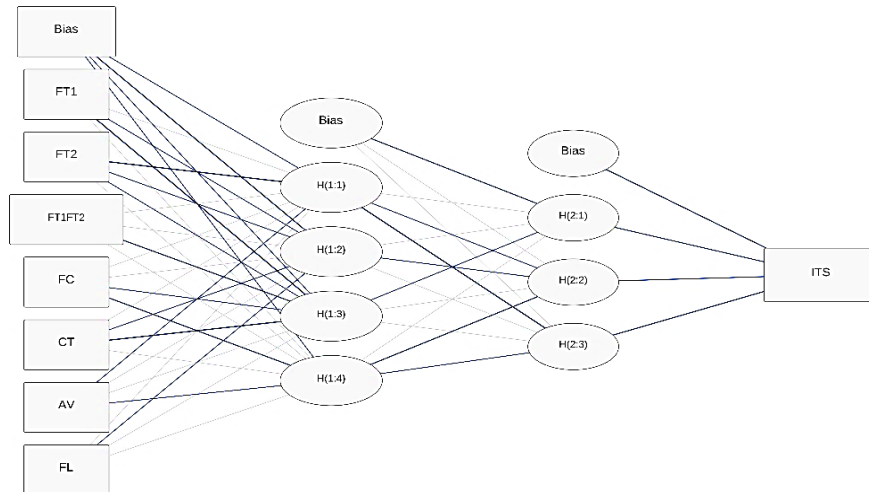 Bias
FT1
FT2
FT1FT2
FC
CT
AV
FL
Bias
H(1:1)
H(1:2)
H(1:3)
H(1:4)
Bias
H(2:1)
H(2:2)
H(2:3)
ITS